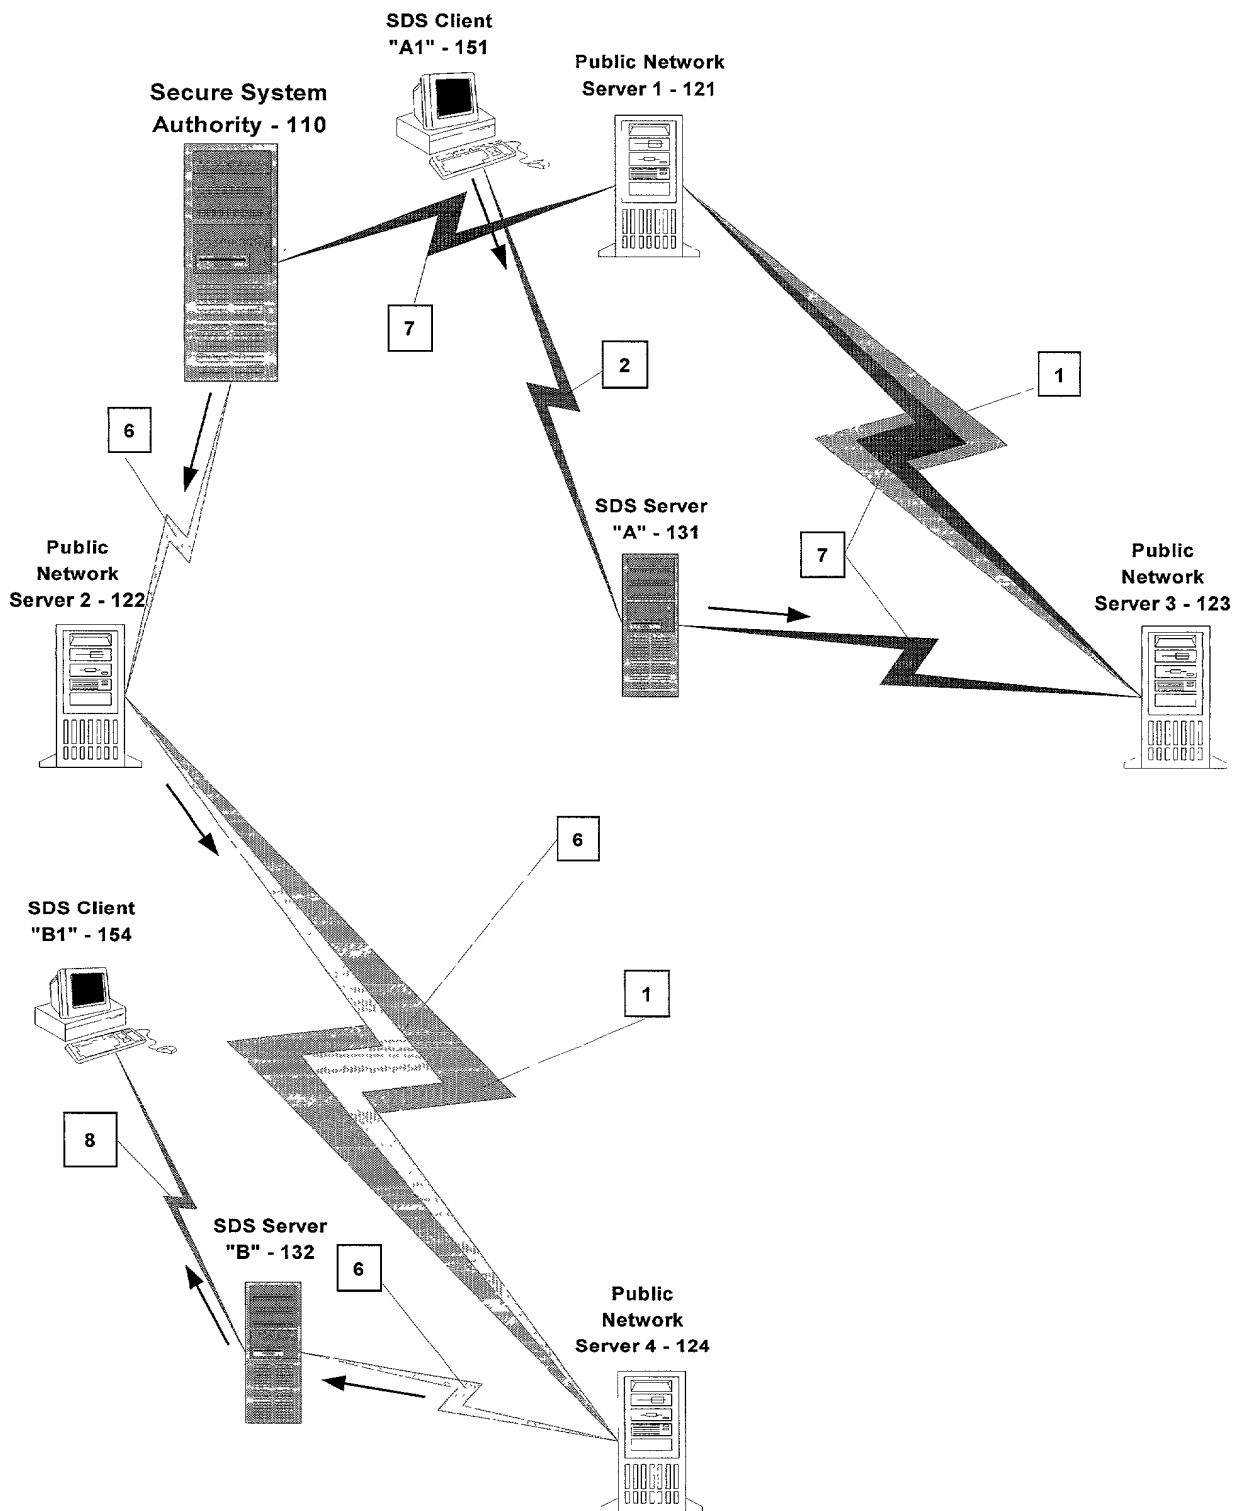 SDS Client
"A1" - 151
Public Network
Server 1 - 121
Secure System
Authority - 110
7
2
1
6
SDS Server
"A" - 131
7
Public
Network
Server 2 - 122
Public
Network
Server 3 - 123
6
SDS Client
"B1" - 154
1
8
SDS Server
"B" - 132
6
Public
Network
Server 4 - 124